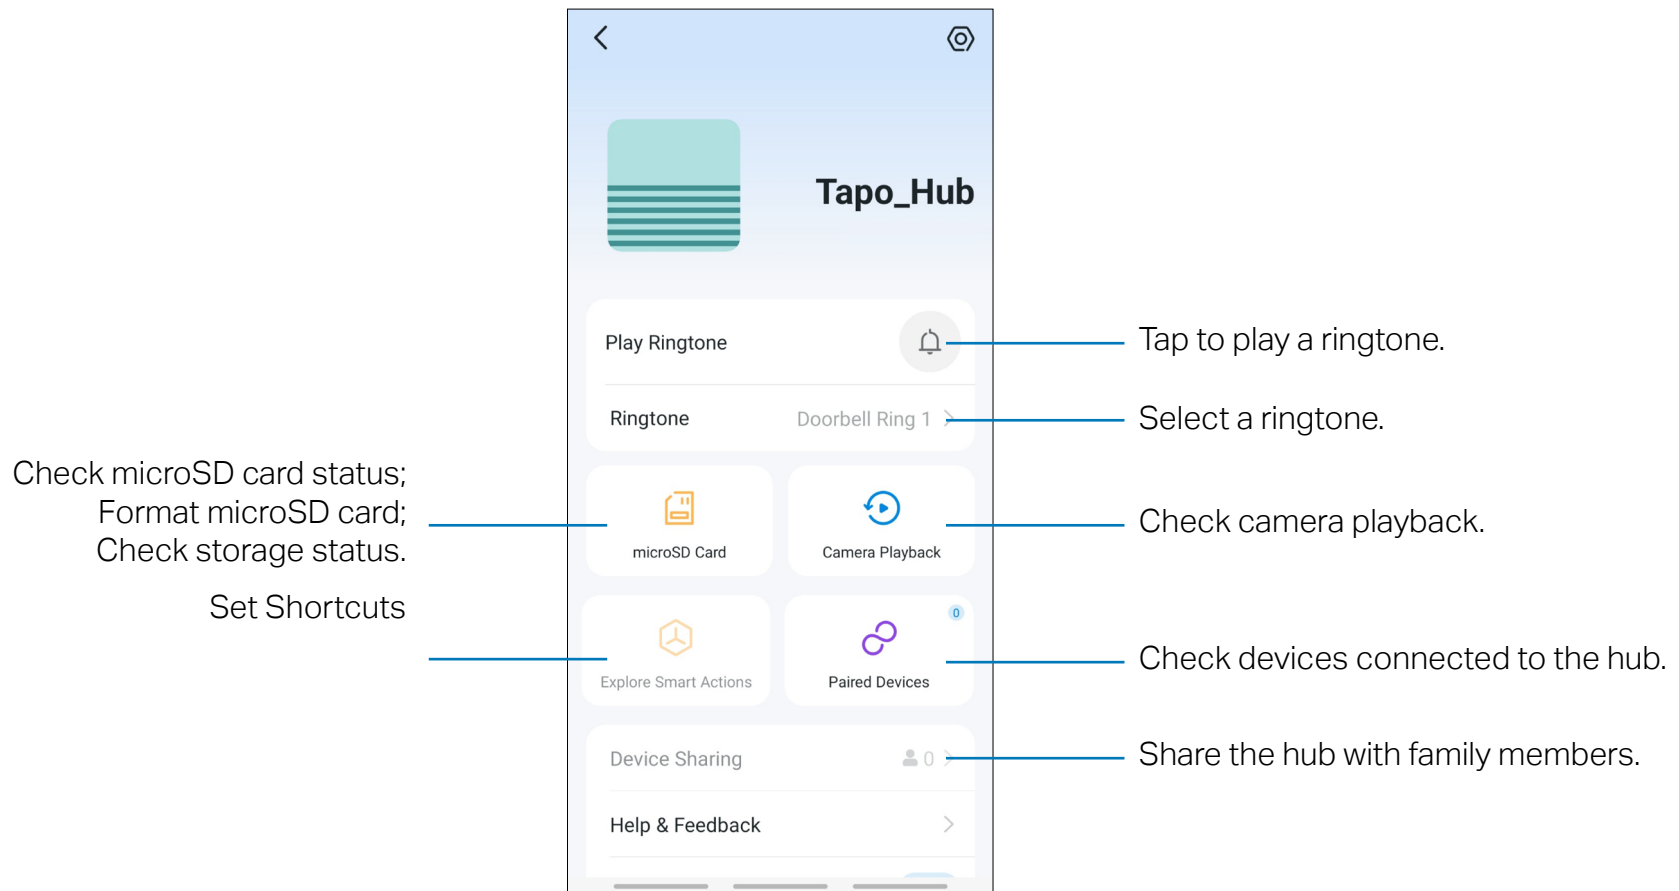 Tapo_Hub
Play Ringtone
Tap to play a ringtone.
Ringtone
Doorbell Ring 1
Select a ringtone.
Check microSD card status;
Format microSD card;
Check storage status.
microSD Card
Camera Playback
Check camera playback.
Set Shortcuts
0
Explore Smart Actions
Paired Devices
Check devices connected to the hub.
Device Sharing
0
Share the hub with family members.
Help & Feedback